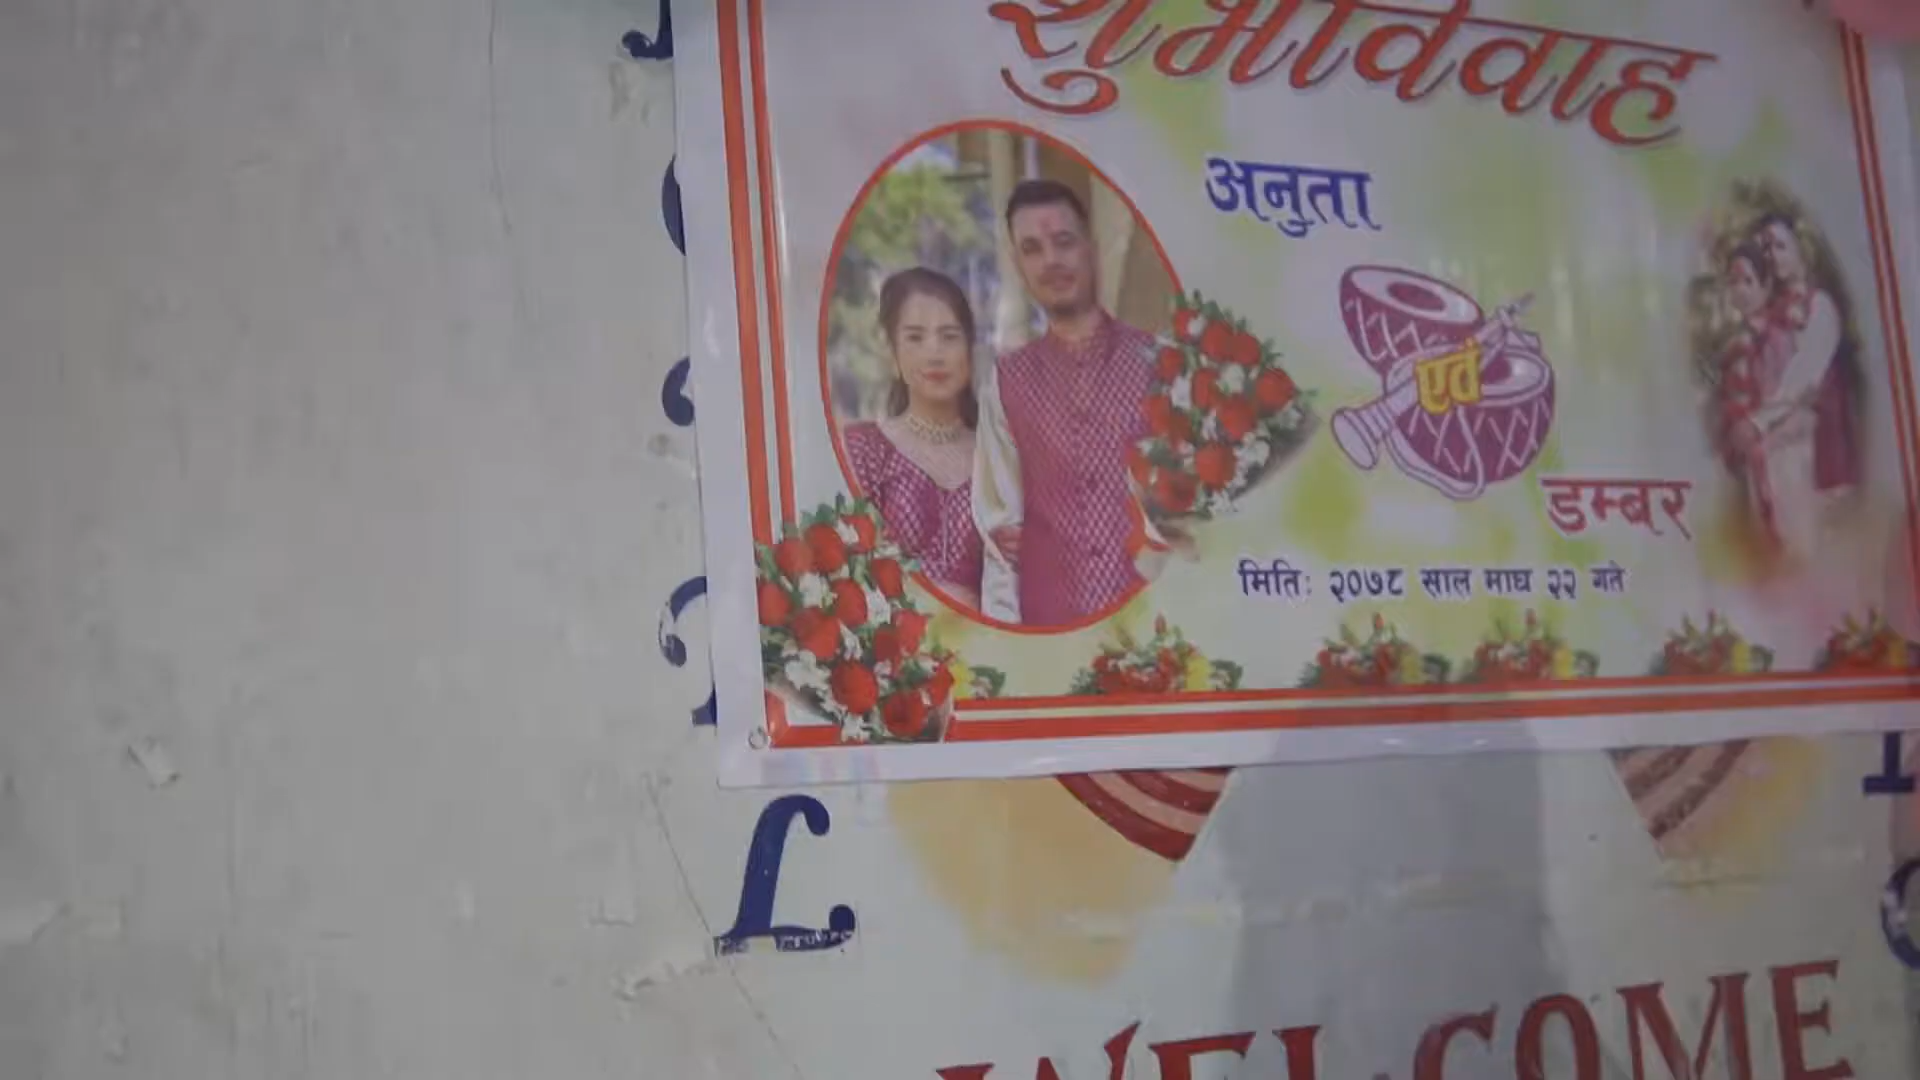 शुभविवाह
अनुता
एवं
डम्बर
मितिः २०७८ साल माघ २२ गते
L
WELCOME